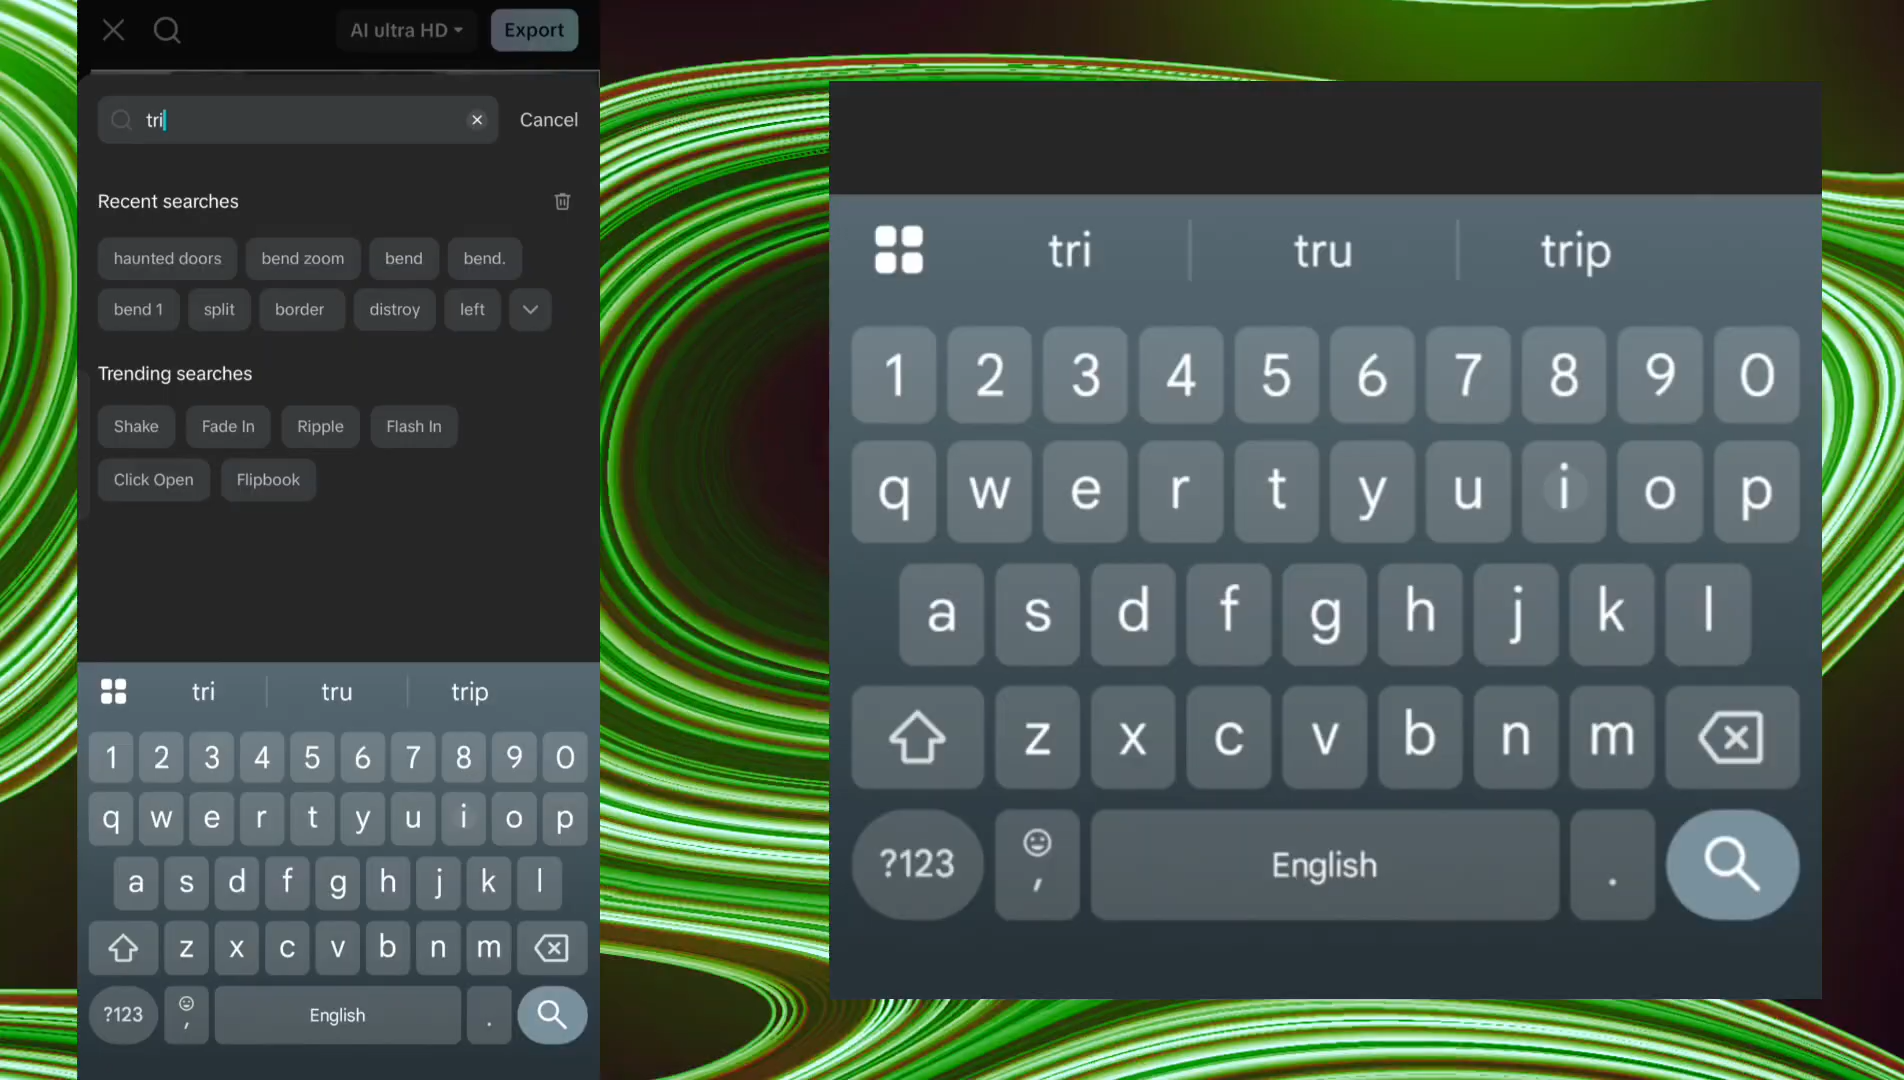 AI ultra HD Export
tri Cancel
Recent searches
haunted doors bend zoom bend bend.
bend 1 split border distroy left
Trending searches
Shake Fade In Ripple Flash In
Click Open Flipbook
tri tru trip
1 2 3 4 5 6 7 8 9 0
q w e r t y u i o p
a s d f g h j k l
z x c v b n m
?123 , English .
tri tru trip
1 2 3 4 5 6 7 8 9 0
q w e r t y u i o p
a s d f g h j k l
z x c v b n m
?123 , English .